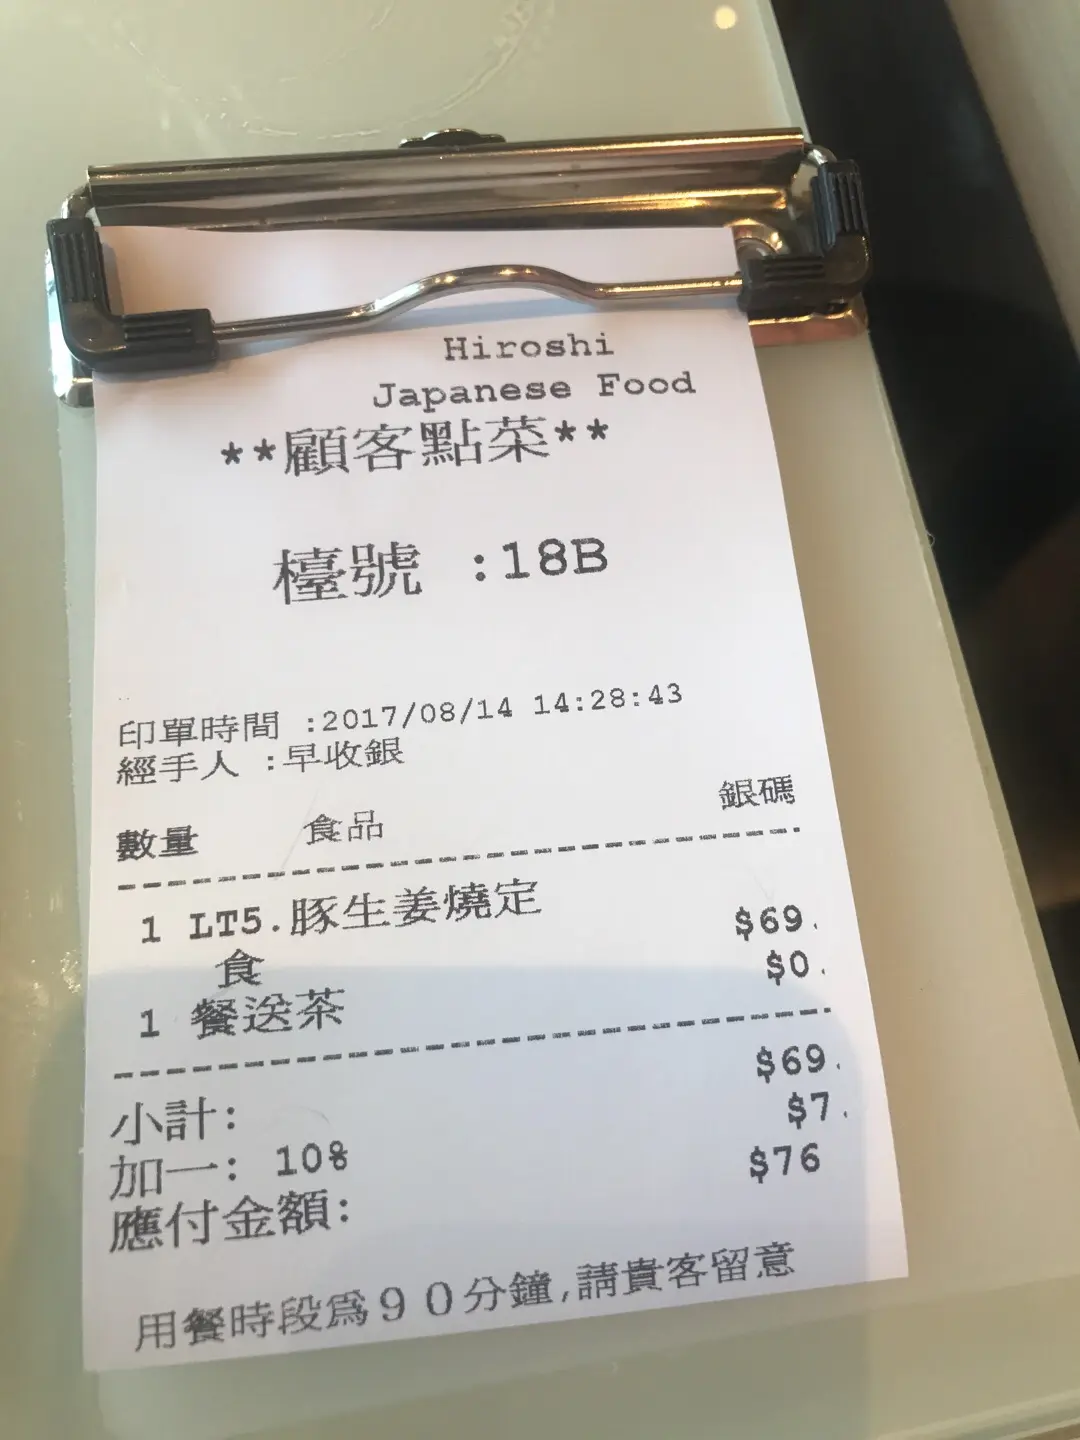 Hiroshi
Japanese Food
**顧客點菜**
檯號 :18B
印單時間 :2017/08/14 14:28:43
經手人 :早收銀
數量 食品 銀碼
1 LT5.豚生姜燒定 $69.
食 $0.
1 餐送茶
小計: $69.
加一: 10% $7.
應付金額: $76
用餐時段爲90分鐘,請貴客留意